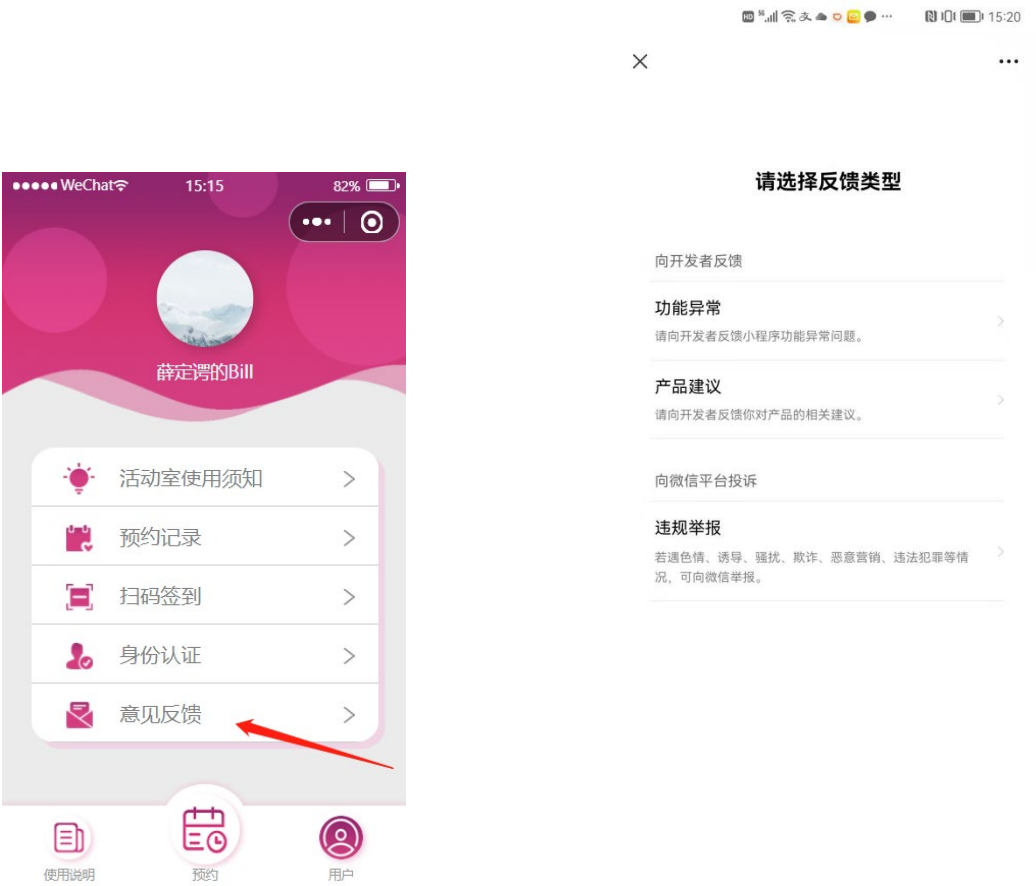 HD 5G 15:20
请选择反馈类型
向开发者反馈
功能异常
请向开发者反馈小程序功能异常问题。
产品建议
请向开发者反馈你对产品的相关建议。
向微信平台投诉
违规举报
若遇色情、诱导、骚扰、欺诈、恶意营销、违法犯罪等情
况，可向微信举报。
WeChat 15:15 82%
薛定谔的Bill
活动室使用须知
预约记录
扫码签到
身份认证
意见反馈
使用说明 预约 用户